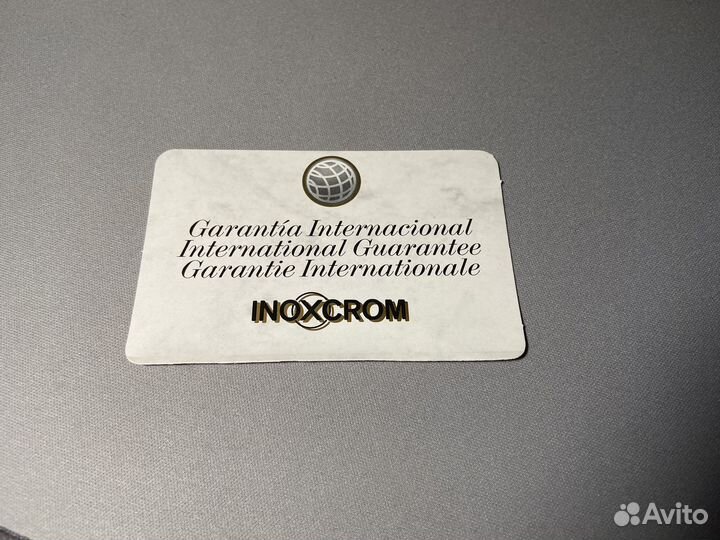 Garantía Internacional
International Guarantee
Garantie Internationale
INOXCROM
Avito